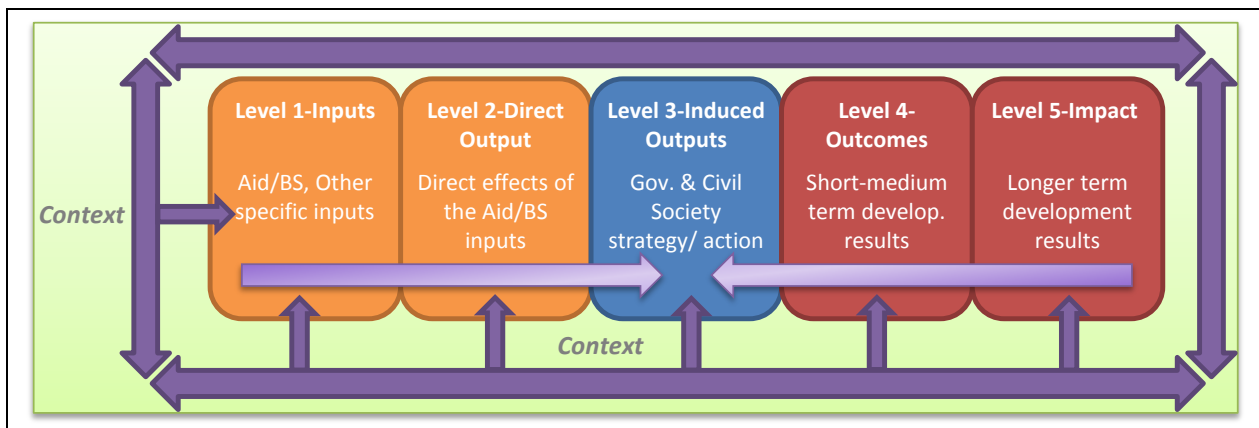 Level 1-Inputs
Aid/BS, Other
specific inputs
Level 2-Direct
Output
Direct effects of
the Aid/BS
inputs
Level 3-Induced
Outputs
Gov. & Civil
Society
strategy/ action
Level 4-
Outcomes
Short-medium
term develop.
results
Level 5-Impact
Longer term
development
results
Context
Context